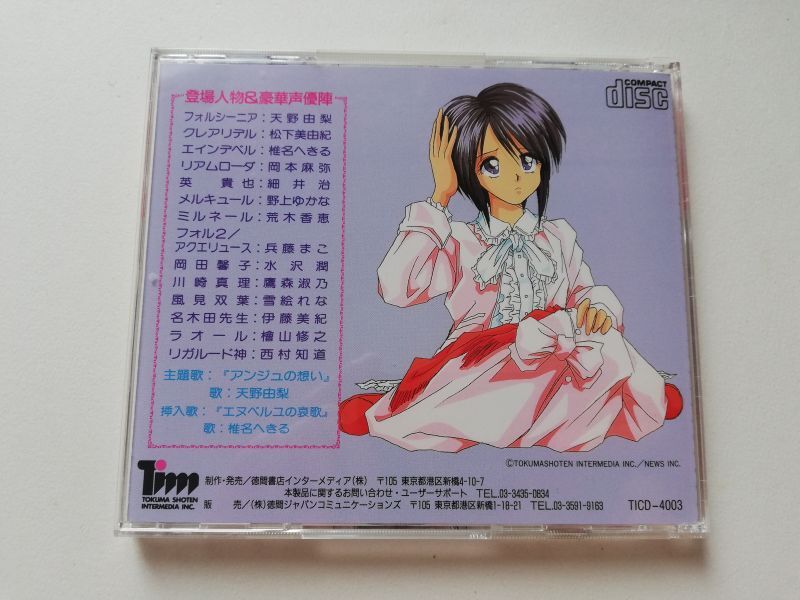 登場人物&豪華声優陣
フォルシーニア：天野由梨
クレアリデル：松下美由紀
エインデベル：椎名へきる
リアムローダ：岡本麻弥
英 貴也：細井治
メルキュール：野上ゆかな
ミルネール：荒木香恵
フォル2／
アクエリュース：兵藤まこ
岡田馨子：水沢潤
川崎真理：鷹森淑乃
風見双葉：雪絵れな
名木田先生：伊藤美紀
ラオール：檜山修之
リガルード神：西村知道
主題歌：『アンジュの想い』
歌：天野由梨
挿入歌：『エヌベルユの哀歌』
歌：椎名へきる
COMPACT
disc
©TOKUMASHOTEN INTERMEDIA INC.／NEWS INC.
Tim
TOKUMA SHOTEN
INTERMEDIA INC.
制作・発売／徳間書店インターメディア(株) 〒105 東京都港区新橋4-10-7
本製品に関するお問い合わせ・ユーザーサポート TEL.03-3435-0634
販 売／(株)徳間ジャパンコミュニケーションズ 〒105 東京都港区新橋1-18-21 TEL.03-3591-9163
TICD-4003